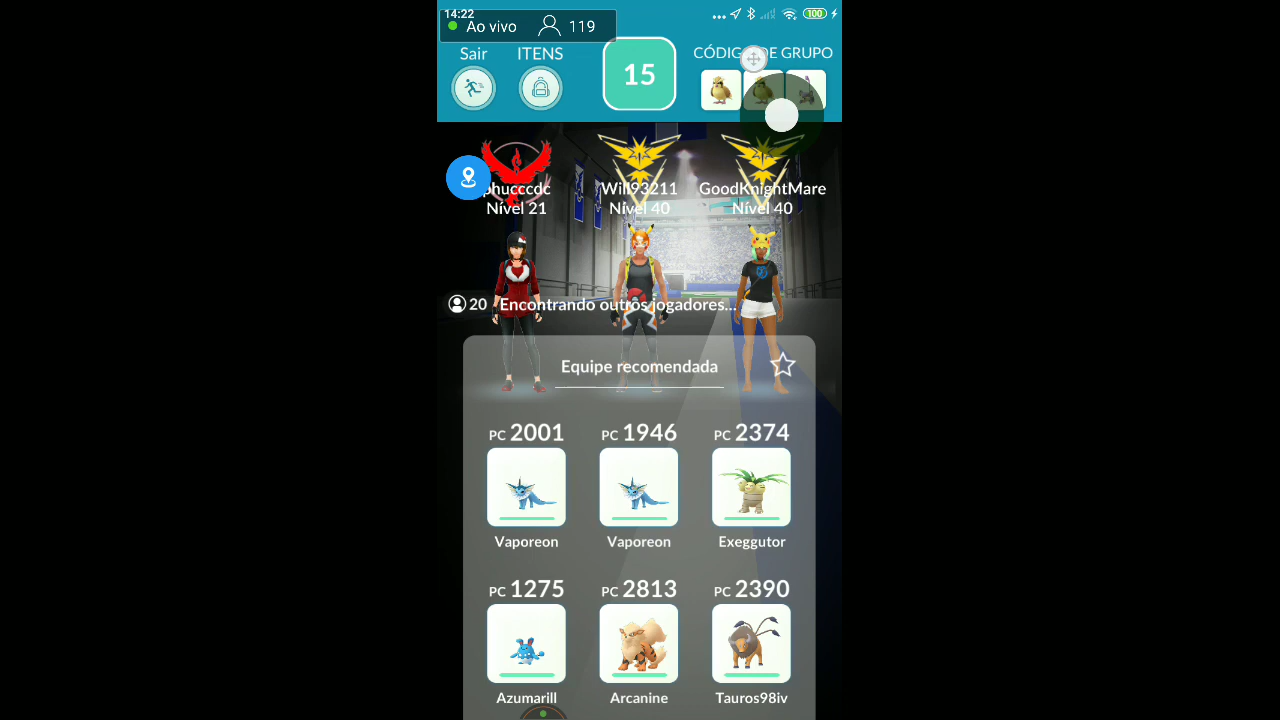 14:22
100
Ao vivo 119
Sair ITENS 15 CÓDIGO DE GRUPO
phucccdc Will93211 GoodKnightMare
Nível 21 Nível 40 Nível 40
20 Encontrando outros jogadores...
Equipe recomendada
PC 2001 PC 1946 PC 2374
Vaporeon Vaporeon Exeggutor
PC 1275 PC 2813 PC 2390
Azumarill Arcanine Tauros98iv